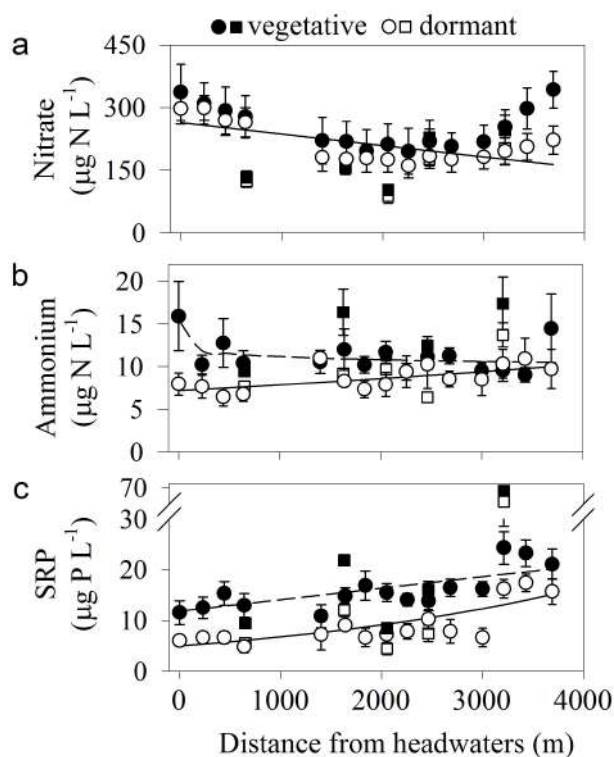 ●■vegetative ○□dormant
a
450
300
150
0
Nitrate
(µg N L-1)
b
20
15
10
5
0
Ammonium
(µg N L-1)
c
70
30
20
10
0
SRP
(µg P L-1)
0 1000 2000 3000 4000
Distance from headwaters (m)